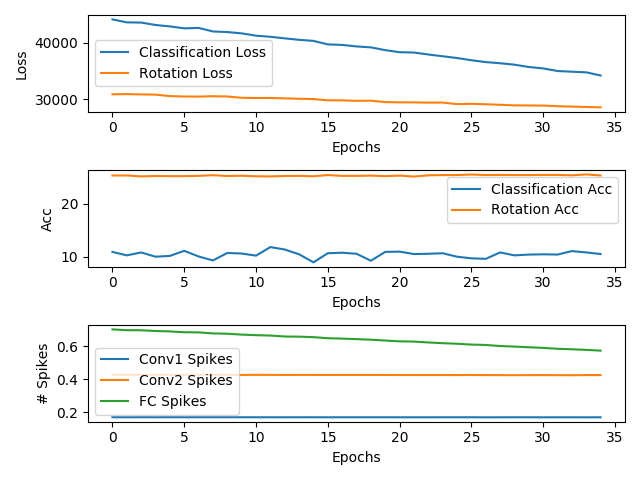 40000
30000
Loss
Classification Loss
Rotation Loss
0 5 10 15 20 25 30 35
Epochs
20
10
Acc
Classification Acc
Rotation Acc
0 5 10 15 20 25 30 35
Epochs
0.6
0.4
0.2
# Spikes
Conv1 Spikes
Conv2 Spikes
FC Spikes
0 5 10 15 20 25 30 35
Epochs